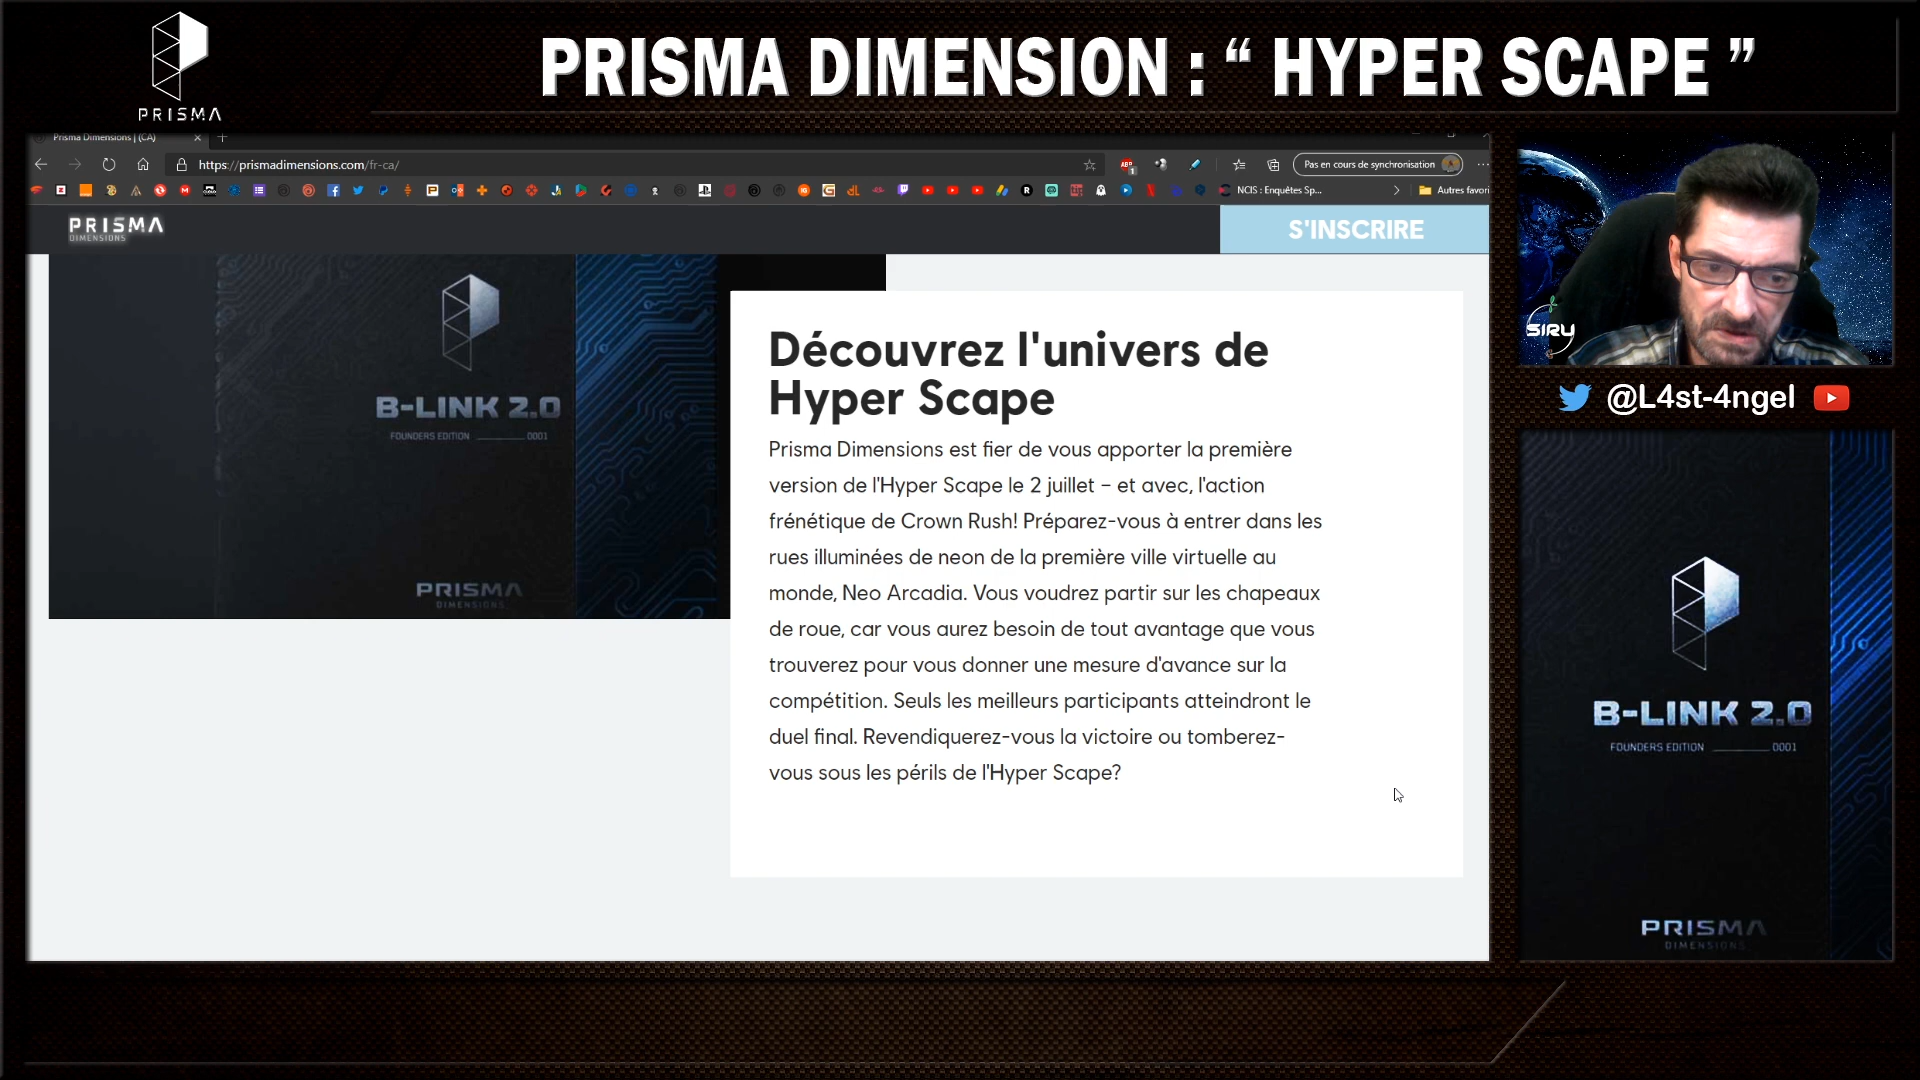 PRISMA
PRISMA DIMENSION : “ HYPER SCAPE ”
Prisma Dimensions | (CA)
https://prismadimensions.com/fr-ca/
Pas en cours de synchronisation
NCIS : Enquêtes Sp...
Autres favori
PRISMA
DIMENSIONS
S'INSCRIRE
B-LINK 2.0
FOUNDERS EDITION 0001
PRISMA
DIMENSIONS
Découvrez l'univers de
Hyper Scape
Prisma Dimensions est fier de vous apporter la première
version de l'Hyper Scape le 2 juillet – et avec, l'action
frénétique de Crown Rush! Préparez-vous à entrer dans les
rues illuminées de neon de la première ville virtuelle au
monde, Neo Arcadia. Vous voudrez partir sur les chapeaux
de roue, car vous aurez besoin de tout avantage que vous
trouverez pour vous donner une mesure d'avance sur la
compétition. Seuls les meilleurs participants atteindront le
duel final. Revendiquerez-vous la victoire ou tomberez-
vous sous les périls de l'Hyper Scape?
SIRU
@L4st-4ngel
B-LINK 2.0
FOUNDERS EDITION 0001
PRISMA
DIMENSIONS